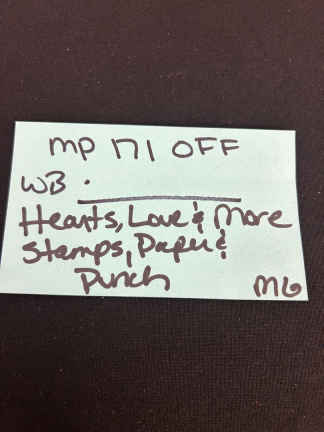 MP 171 OFF
WB .
Hearts, Love & More
Stamps, Paper &
Punch
MG